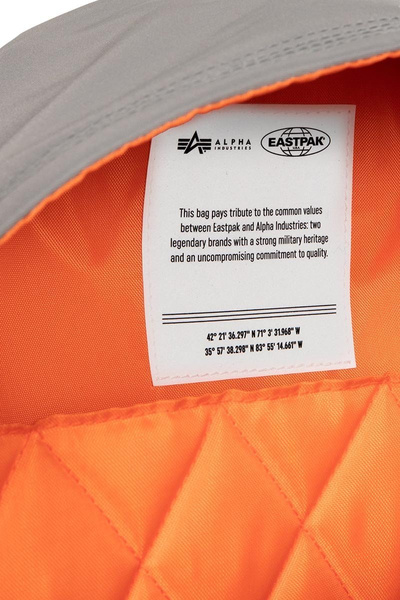 ALPHA
INDUSTRIES
EASTPAK®
USA
This bag pays tribute to the common values
between Eastpak and Alpha Industries: two
legendary brands with a strong military heritage
and an uncompromising commitment to quality.
42° 21' 36.297" N 71° 3' 31.968" W
35° 57' 38.298" N 83° 55' 14.661" W